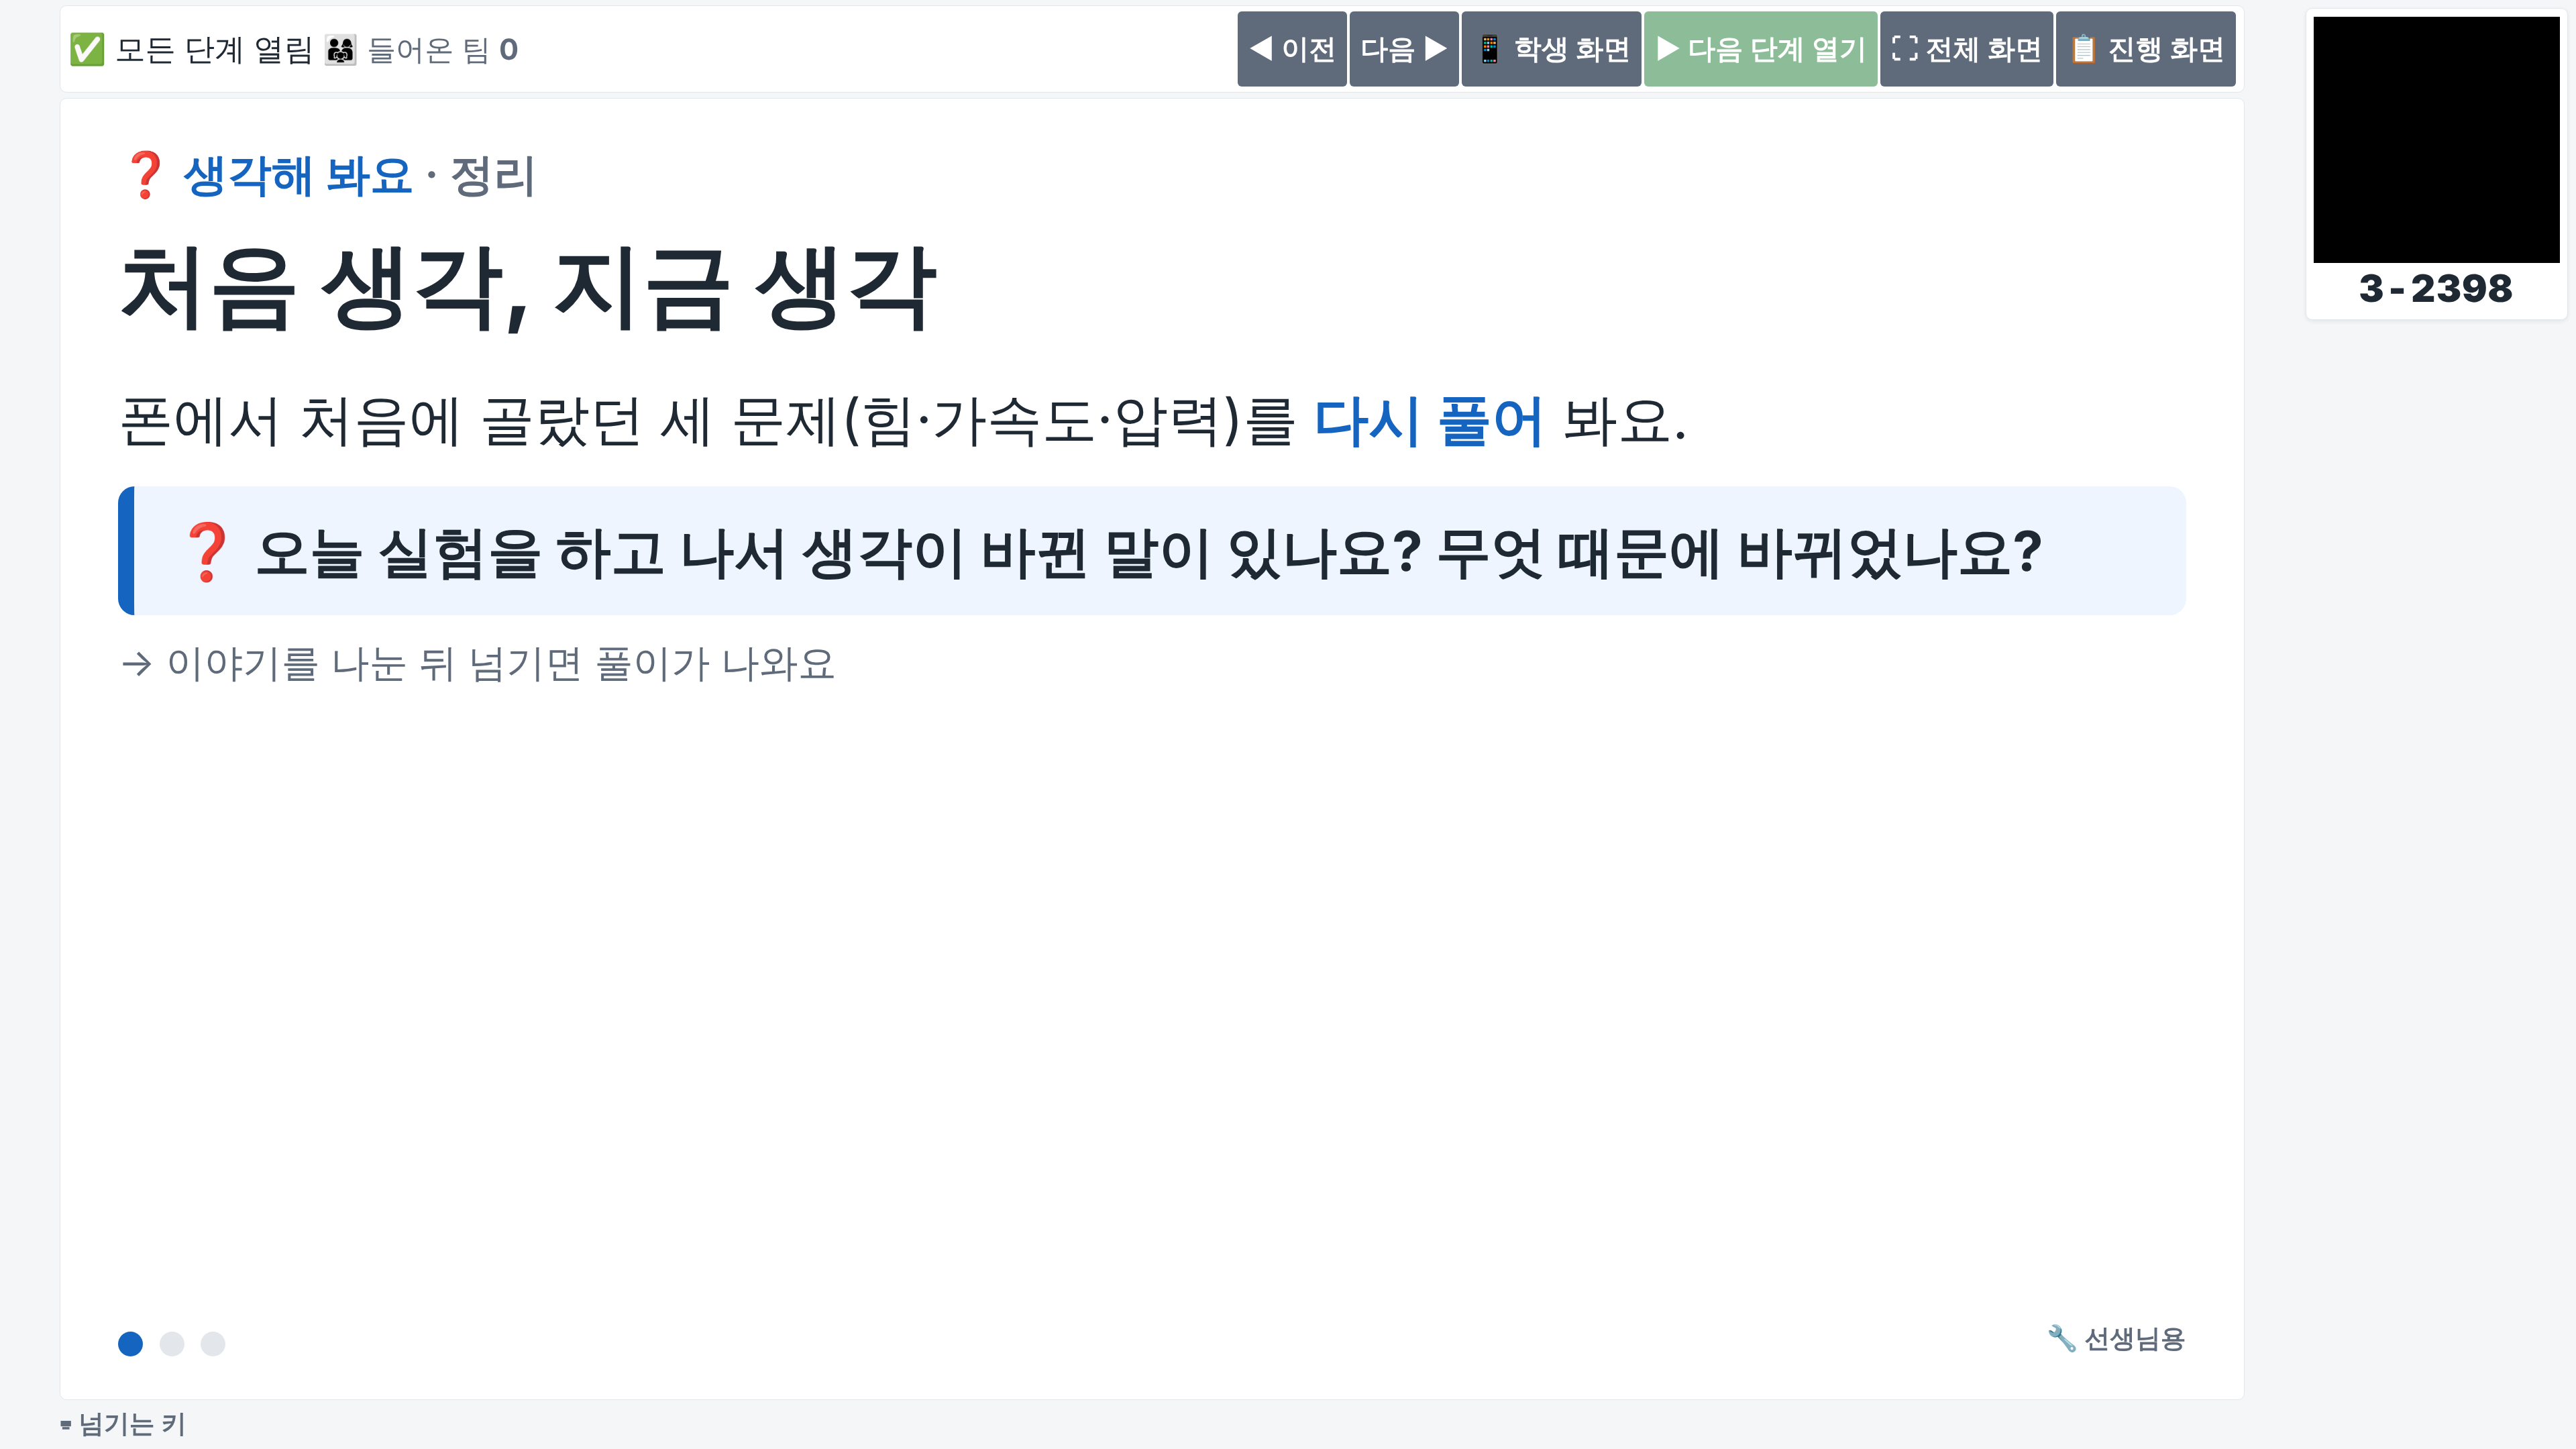 ✅ 모든 단계 열림 👨‍👩‍👧 들어온 팀 0
◀ 이전
다음 ▶
📱 학생 화면
▶ 다음 단계 열기
⛶ 전체 화면
📋 진행 화면
3-2398
❓ 생각해 봐요 · 정리
처음 생각, 지금 생각
폰에서 처음에 골랐던 세 문제(힘·가속도·압력)를 다시 풀어 봐요.
❓ 오늘 실험을 하고 나서 생각이 바뀐 말이 있나요? 무엇 때문에 바뀌었나요?
→ 이야기를 나눈 뒤 넘기면 풀이가 나와요
🔧 선생님용
넘기는 키